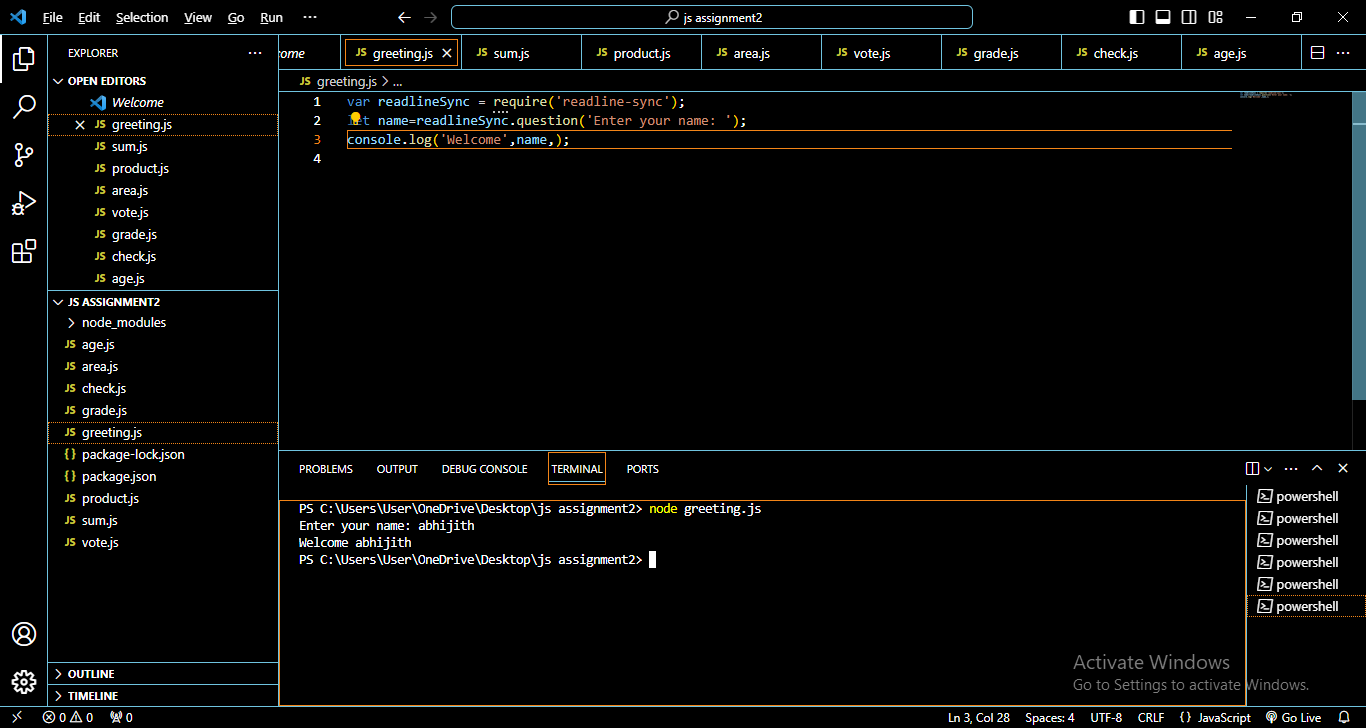 File Edit Selection View Go Run ··· js assignment2
EXPLORER ···
OPEN EDITORS
Welcome
JS greeting.js
JS sum.js
JS product.js
JS area.js
JS vote.js
JS grade.js
JS check.js
JS age.js
JS ASSIGNMENT2
node_modules
JS age.js
JS area.js
JS check.js
JS grade.js
JS greeting.js
{} package-lock.json
{} package.json
JS product.js
JS sum.js
JS vote.js
OUTLINE
TIMELINE
ome JS greeting.js JS sum.js JS product.js JS area.js JS vote.js JS grade.js JS check.js JS age.js ···
JS greeting.js > ...
1 var readlineSync = require('readline-sync');
2 let name=readlineSync.question('Enter your name: ');
3 console.log('Welcome',name,);
4
PROBLEMS OUTPUT DEBUG CONSOLE TERMINAL PORTS ···
PS C:\Users\User\OneDrive\Desktop\js assignment2> node greeting.js
Enter your name: abhijith
Welcome abhijith
PS C:\Users\User\OneDrive\Desktop\js assignment2>
powershell
powershell
powershell
powershell
powershell
powershell
Activate Windows
Go to Settings to activate Windows.
0 0 0 Ln 3, Col 28 Spaces: 4 UTF-8 CRLF {} JavaScript Go Live